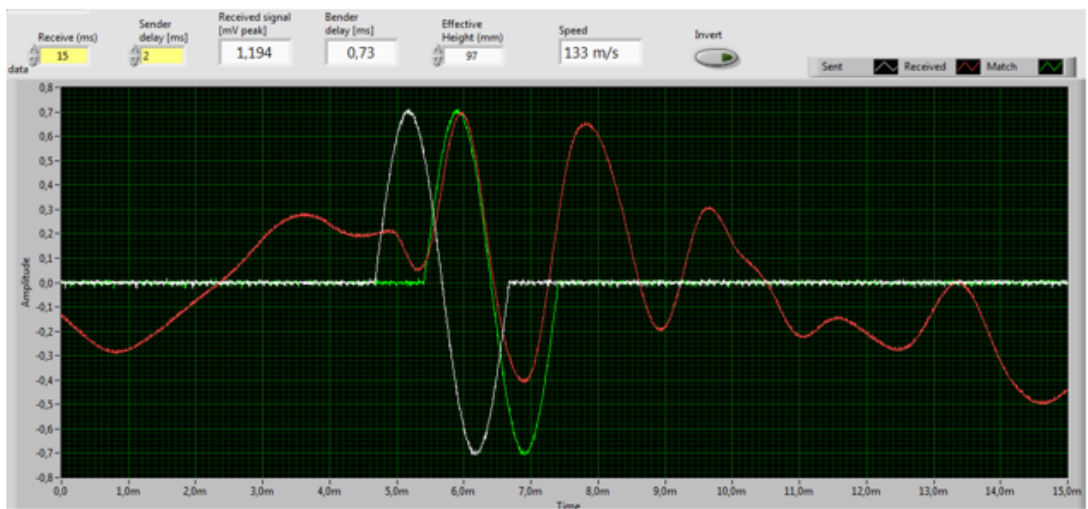 Receive (ms)
15
Sender
delay [ms]
2
Received signal
[mV peak]
1,194
Bender
delay [ms]
0,73
Effective
Height (mm)
97
Speed
133 m/s
Invert
data
Sent Received Match
0,8
0,7
0,6
0,5
0,4
0,3
0,2
0,1
0,0
-0,1
-0,2
-0,3
-0,4
-0,5
-0,6
-0,7
-0,8
Amplitude
0,0 1,0m 2,0m 3,0m 4,0m 5,0m 6,0m 7,0m 8,0m 9,0m 10,0m 11,0m 12,0m 13,0m 14,0m 15,0m
Time